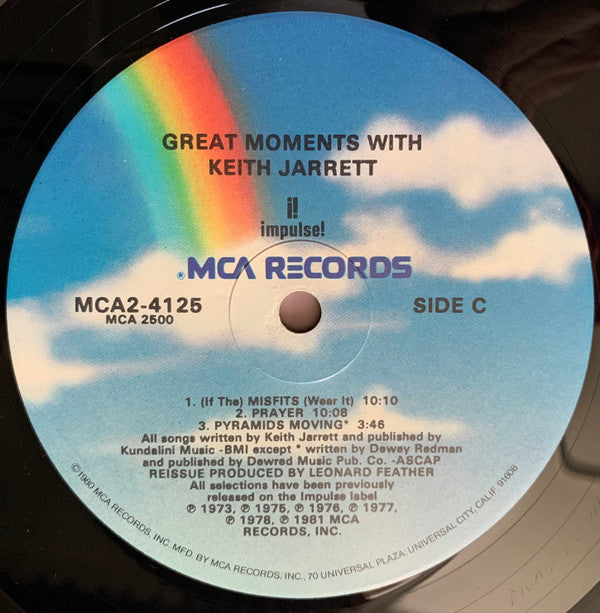 GREAT MOMENTS WITH
KEITH JARRETT
i!
impulse!
MCA RECORDS
MCA2-4125
MCA 2500
SIDE C
1. (If The) MISFITS (Wear It) 10:10
2. PRAYER 10:08
3. PYRAMIDS MOVING* 3:46
All songs written by Keith Jarrett and published by
Kundalini Music -BMI except * written by Dewey Redman
and published by Dewred Music Pub. Co. -ASCAP
REISSUE PRODUCED BY LEONARD FEATHER
All selections have been previously
released on the Impulse label
℗ 1973, ℗ 1975, ℗ 1976, ℗ 1977,
℗ 1978, ℗ 1981 MCA
RECORDS, INC.
©1980 MCA RECORDS, INC. MFD. BY MCA RECORDS, INC., 70 UNIVERSAL PLAZA, UNIVERSAL CITY, CALIF. 91608